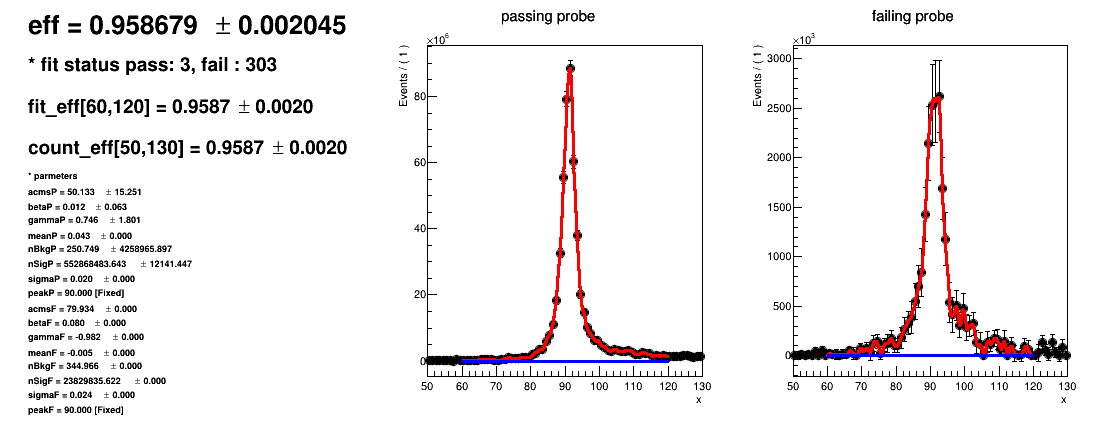 eff = 0.958679 ± 0.002045
* fit status pass: 3, fail : 303
fit_eff[60,120] = 0.9587 ± 0.0020
count_eff[50,130] = 0.9587 ± 0.0020
* parmeters
acmsP = 50.133 ± 15.251
betaP = 0.012 ± 0.063
gammaP = 0.746 ± 1.801
meanP = 0.043 ± 0.000
nBkgP = 250.749 ± 4258965.897
nSigP = 552868483.643 ± 12141.447
sigmaP = 0.020 ± 0.000
peakP = 90.000 [Fixed]
acmsF = 79.934 ± 0.000
betaF = 0.080 ± 0.000
gammaF = -0.982 ± 0.000
meanF = -0.005 ± 0.000
nBkgF = 344.966 ± 0.000
nSigF = 23829835.622 ± 0.000
sigmaF = 0.024 ± 0.000
peakF = 90.000 [Fixed]
passing probe
×10⁶
Events / ( 1 )
80
60
40
20
0
50 60 70 80 90 100 110 120 130
x
failing probe
×10³
Events / ( 1 )
3000
2500
2000
1500
1000
500
0
50 60 70 80 90 100 110 120 130
x